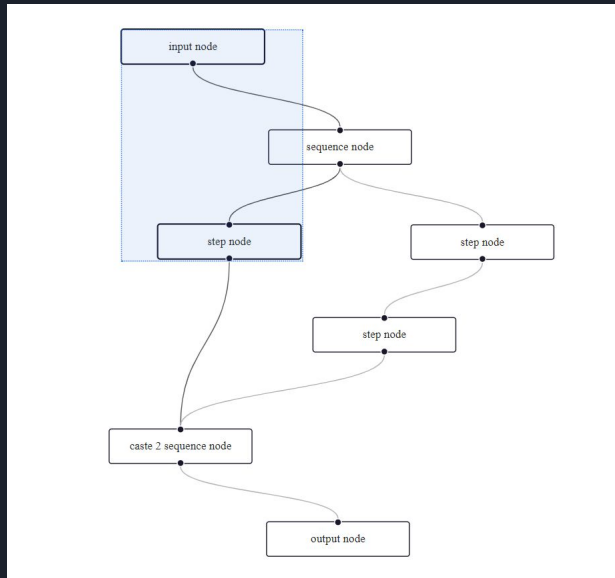 input node
sequence node
step node
step node
step node
caste 2 sequence node
output node